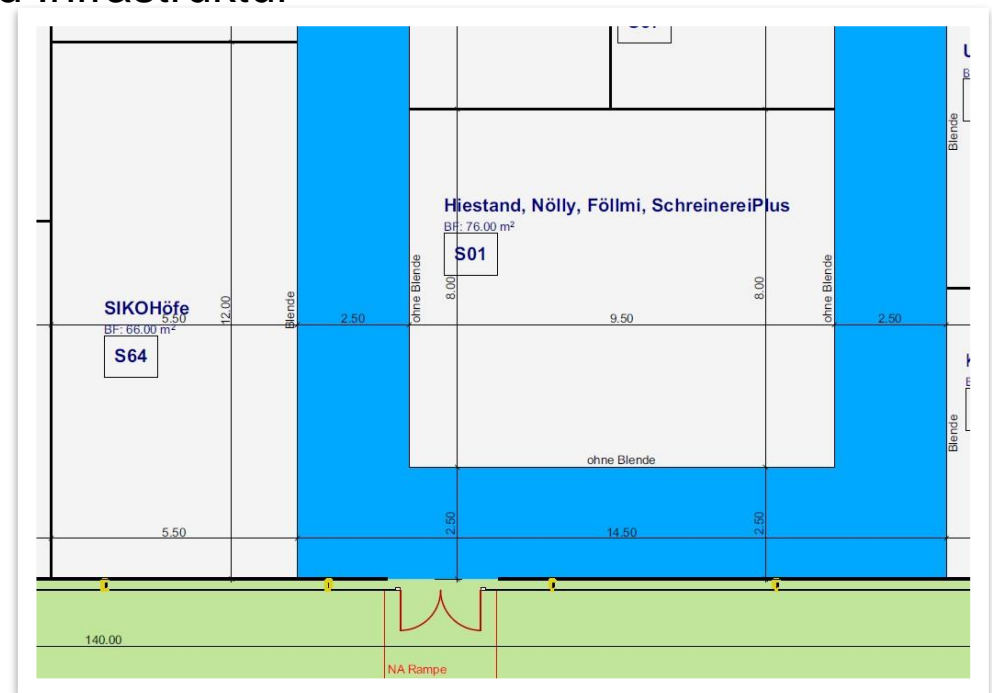 Blende
Hiestand, Nölly, Föllmi, SchreinereiPlus
BF: 76.00 m²
S01
ohne Blende
8.00
8.00
ohne Blende
SIKOHöfe
5.50
BF: 66.00 m²
S64
12.00
Blende
2.50
9.50
2.50
Blende
ohne Blende
5.50
2.50
14.50
2.50
140.00
NA Rampe